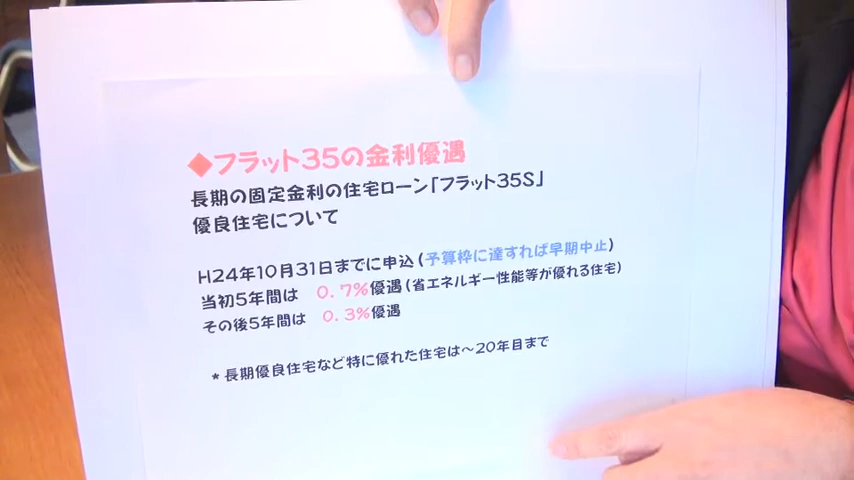 ◆フラット35の金利優遇
長期の固定金利の住宅ローン「フラット35S」
優良住宅について
H24年10月31日までに申込(予算枠に達すれば早期中止)
当初5年間は 0.7%優遇(省エネルギー性能等が優れる住宅)
その後5年間は 0.3%優遇
*長期優良住宅など特に優れた住宅は～20年目まで